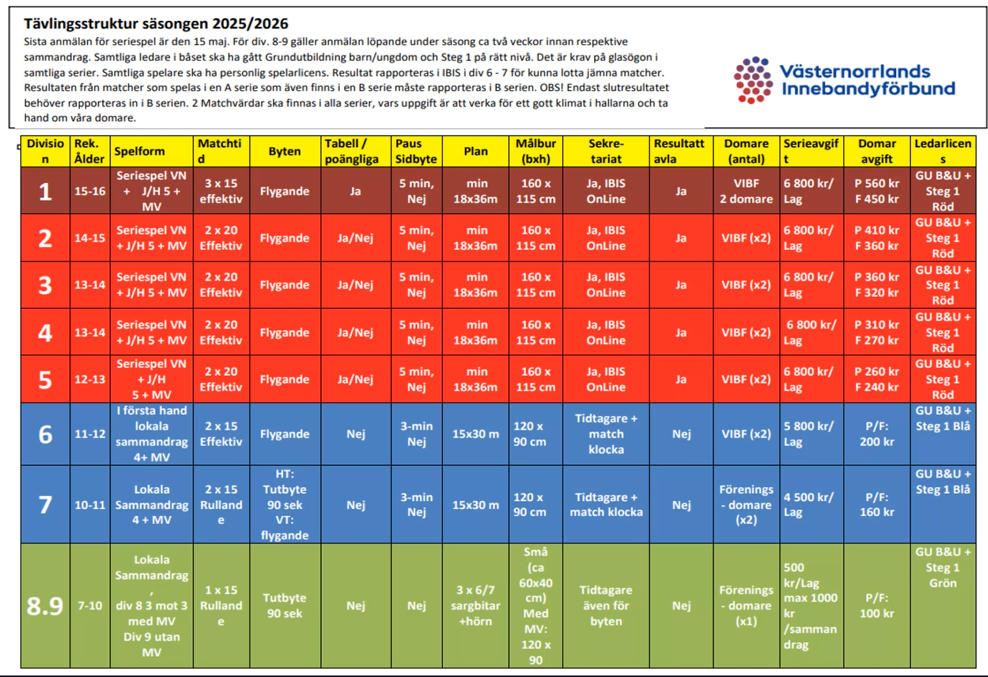 Tävlingsstruktur säsongen 2025/2026
Sista anmälan för seriespel är den 15 maj. För div. 8-9 gäller anmälan löpande under säsong ca två veckor innan respektive
sammandrag. Samtliga ledare i båset ska ha gått Grundutbildning barn/ungdom och Steg 1 på rätt nivå. Det är krav på glasögon i
samtliga serier. Samtliga spelare ska ha personlig spelarlicens. Resultat rapporteras i IBIS i div 6 - 7 för kunna lotta jämna matcher.
Resultaten från matcher som spelas i en A serie som även finns i en B serie måste rapporteras i B serien. OBS! Endast slutresultatet
behöver rapporteras in i B serien. 2 Matchvärdar ska finnas i alla serier, vars uppgift är att verka för ett gott klimat i hallarna och ta
hand om våra domare.
Västernorrlands
Innebandyförbund
Divisio
n
Rek.
Ålder
Spelform
Matchti
d
Byten
Tabell /
poängliga
Paus
Sidbyte
Plan
Målbur
(bxh)
Sekre-
tariat
Resultatt
avla
Domare
(antal)
Serieavgif
t
Domar
avgift
Ledarlicen
s
1
15-16
Seriespel VN
+ J/H 5 +
MV
3 x 15
effektiv
Flygande
Ja
5 min,
Nej
min
18x36m
160 x
115 cm
Ja, IBIS
OnLine
Ja
VIBF
2 domare
6 800 kr/
Lag
P 560 kr
F 450 kr
GU B&U +
Steg 1
Röd
2
14-15
Seriespel VN
+ J/H 5 + MV
2 x 20
Effektiv
Flygande
Ja/Nej
5 min,
Nej
min
18x36m
160 x
115 cm
Ja, IBIS
OnLine
Ja
VIBF (x2)
6 800 kr/
Lag
P 410 kr
F 360 kr
GU B&U +
Steg 1
Röd
3
13-14
Seriespel VN
+ J/H 5 + MV
2 x 20
Effektiv
Flygande
Ja/Nej
5 min,
Nej
min
18x36m
160 x
115 cm
Ja, IBIS
OnLine
Ja
VIBF (x2)
6 800 kr/
Lag
P 360 kr
F 320 kr
GU B&U +
Steg 1
Röd
4
13-14
Seriespel VN
+ J/H 5 + MV
2 x 20
Effektiv
Flygande
Ja/Nej
5 min,
Nej
min
18x36m
160 x
115 cm
Ja, IBIS
OnLine
Ja
VIBF (x2)
6 800 kr/
Lag
P 310 kr
F 270 kr
GU B&U +
Steg 1
Röd
5
12-13
Seriespel VN
+ J/H
5 + MV
2 x 20
Effektiv
Flygande
Ja/Nej
5 min,
Nej
min
18x36m
160 x
115 cm
Ja, IBIS
OnLine
Ja
VIBF (x2)
6 800 kr/
Lag
P 260 kr
F 240 kr
GU B&U +
Steg 1
Röd
6
11-12
I första hand
lokala
sammandrag
4+ MV
2 x 15
Effektiv
Flygande
Nej
3-min
Nej
15x30 m
120 x
90 cm
Tidtagare +
match
klocka
Nej
VIBF (x2)
5 800 kr/
Lag
P/F:
200 kr
GU B&U +
Steg 1 Blå
7
10-11
Lokala
Sammandrag
4 + MV
2 x 15
Rulland
e
HT:
Tutbyte
90 sek
VT:
flygande
Nej
3-min
Nej
15x30 m
120 x
90 cm
Tidtagare +
match klocka
Nej
Förenings
- domare
(x2)
4 500 kr/
Lag
P/F:
160 kr
GU B&U +
Steg 1 Blå
8.9
7-10
Lokala
Sammandrag
,
div 8 3 mot 3
med MV
Div 9 utan
MV
1 x 15
Rulland
e
Tutbyte
90 sek
Nej
Nej
3 x 6/7
sargbitar
+hörn
Små
(ca
60x40
cm)
Med
MV:
120 x
90
Tidtagare
även för
byten
Nej
Förenings
- domare
(x1)
500
kr/Lag
max 1000
kr
/samman
drag
P/F:
100 kr
GU B&U +
Steg 1
Grön